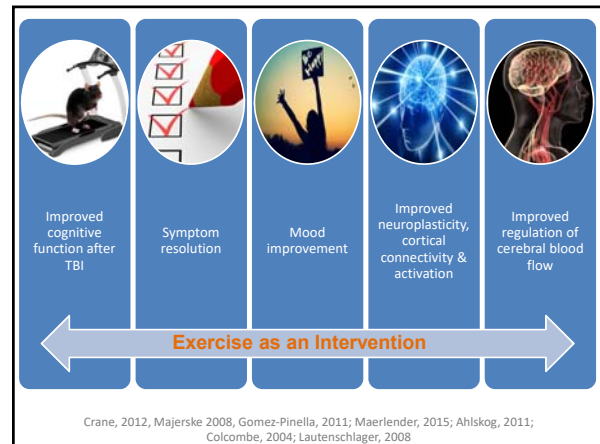 Improved
cognitive
function after
TBI
Symptom
resolution
Mood
improvement
Improved
neuroplasticity,
cortical
connectivity &
activation
Improved
regulation of
cerebral blood
flow
Exercise as an Intervention
Crane, 2012, Majerske 2008, Gomez-Pinella, 2011; Maerlender, 2015; Ahlskog, 2011;
Colcombe, 2004; Lautenschlager, 2008